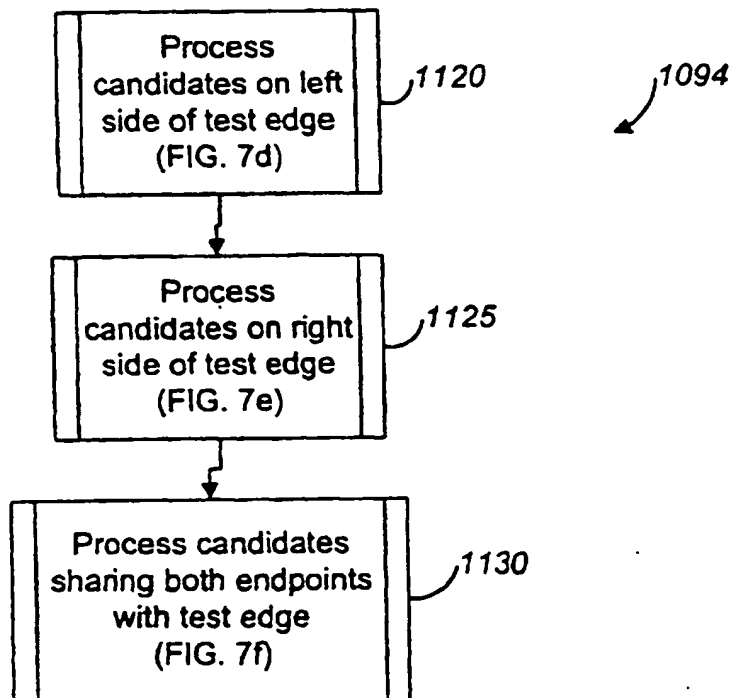 Process
candidates on left
side of test edge
(FIG. 7d)
1120
1094
Process
candidates on right
side of test edge
(FIG. 7e)
1125
Process candidates
sharing both endpoints
with test edge
(FIG. 7f)
1130